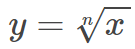 y = ⁿ√x